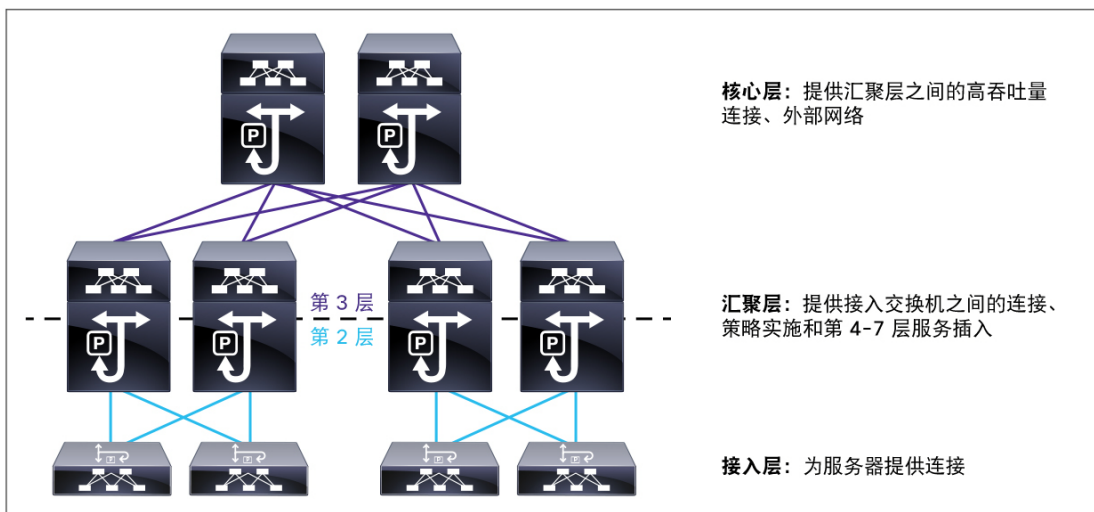 核心层：提供汇聚层之间的高吞吐量
连接、外部网络
P
P
第 3 层
汇聚层：提供接入交换机之间的连接、
策略实施和第 4-7 层服务插入
第 2 层
P
P
P
P
P
P
P
P
接入层：为服务器提供连接